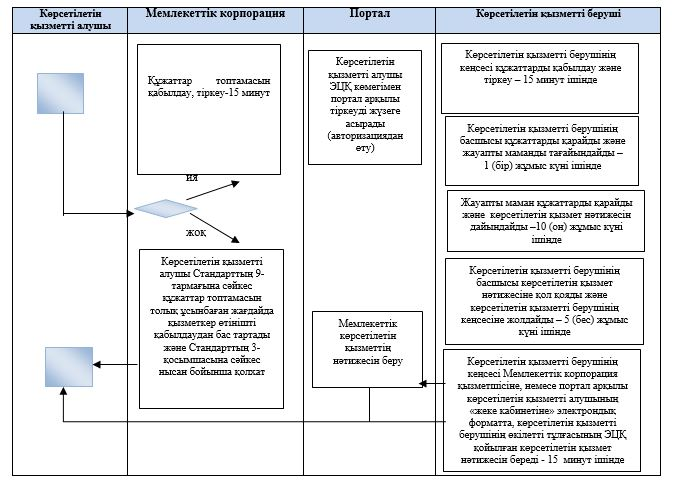 Көрсетілетін
қызметті алушы
Мемлекеттік корпорация
Портал
Көрсетілетін қызметті беруші
Құжаттар топтамасын
қабылдау, тіркеу-15 минут
ия
жоқ
Көрсетілетін қызметті
алушы Стандарттың 9-
тармағына сәйкес
құжаттар топтамасын
толық ұсынбаған жағдайда
қызметкер өтінішті
қабылдаудан бас тартады
және Стандарттың 3-
қосымшасына сәйкес
нысан бойынша қолхат
Көрсетілетін
қызметті алушы
ЭЦҚ көмегімен
портал арқылы
тіркеуді жүзеге
асырады
(авторизациядан
өту)
Мемлекеттік
көрсетілетін
қызметтің
нәтижесін беру
Көрсетілетін қызметті берушінің
кеңсесі құжаттарды қабылдау және
тіркеу – 15 минут ішінде
Көрсетілетін қызметті берушінің
басшысы құжаттарды қарайды және
жауапты маманды тағайындайды –
1 (бір) жұмыс күні ішінде
Жауапты маман құжаттарды қарайды
және көрсетілетін қызмет нәтижесін
дайындайды –10 (он) жұмыс күні
ішінде
Көрсетілетін қызметті берушінің
басшысы көрсетілетін қызмет
нәтижесіне қол қояды және
көрсетілетін қызметті берушінің
кеңсесіне жолдайды – 5 (бес) жұмыс
күні ішінде
Көрсетілетін қызметті берушінің
кеңсесі Мемлекеттік корпорация
қызметшісіне, немесе портал арқылы
көрсетілетін қызметті алушының
«жеке кабинетіне» электрондық
форматта, көрсетілетін қызметті
берушінің өкілетті тұлғасының ЭЦҚ
қойылған көрсетілетін қызмет
нәтижесін береді - 15 минут ішінде